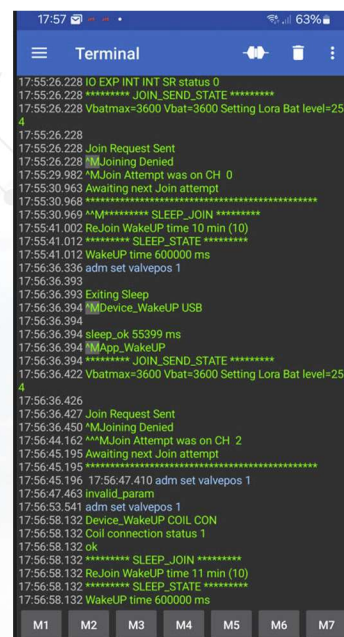 17:57 63%
Terminal
17:55:26.228 IO EXP INT INT SR status 0
17:55:26.228 ********* JOIN_SEND_STATE *********
17:55:26.228 Vbatmax=3600 Vbat=3600 Setting Lora Bat level=25
4
17:55:26.228
17:55:26.228 Join Request Sent
17:55:26.228 ^MJoining Denied
17:55:29.982 ^MJoin Attempt was on CH  0
17:55:30.963 Awaiting next Join attempt
17:55:30.968 **********************************************
17:55:30.969 ^^M********* SLEEP_JOIN *********
17:55:41.002 ReJoin WakeUP time 10 min (10)
17:55:41.012 ********* SLEEP_STATE *********
17:55:41.012 WakeUP time 600000 ms
17:56:36.336 adm set valvepos 1
17:56:36.393
17:56:36.393 Exiting Sleep
17:56:36.394 ^MDevice_WakeUP USB
17:56:36.394
17:56:36.394 sleep_ok 55399 ms
17:56:36.394 ^MApp_WakeUP
17:56:36.394 ********* JOIN_SEND_STATE *********
17:56:36.422 Vbatmax=3600 Vbat=3600 Setting Lora Bat level=25
4
17:56:36.426
17:56:36.427 Join Request Sent
17:56:36.450 ^MJoining Denied
17:56:44.162 ^^^MJoin Attempt was on CH  2
17:56:45.195 Awaiting next Join attempt
17:56:45.195 **********************************************
17:56:45.196  17:56:47.410 adm set valvepos 1
17:56:47.463 invalid_param
17:56:53.541 adm set valvepos 1
17:56:58.132 Device_WakeUP COIL CON
17:56:58.132 Coil connection status 1
17:56:58.132 ok
17:56:58.132 ********* SLEEP_JOIN *********
17:56:58.132 ReJoin WakeUP time 11 min (10)
17:56:58.132 ********* SLEEP_STATE *********
17:56:58.132 WakeUP time 600000 ms
M1 M2 M3 M4 M5 M6 M7